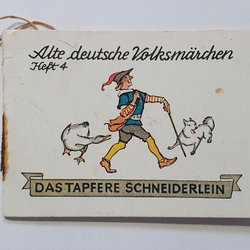 Alte deutsche Volksmärchen
Heft 4
DAS TAPFERE SCHNEIDERLEIN